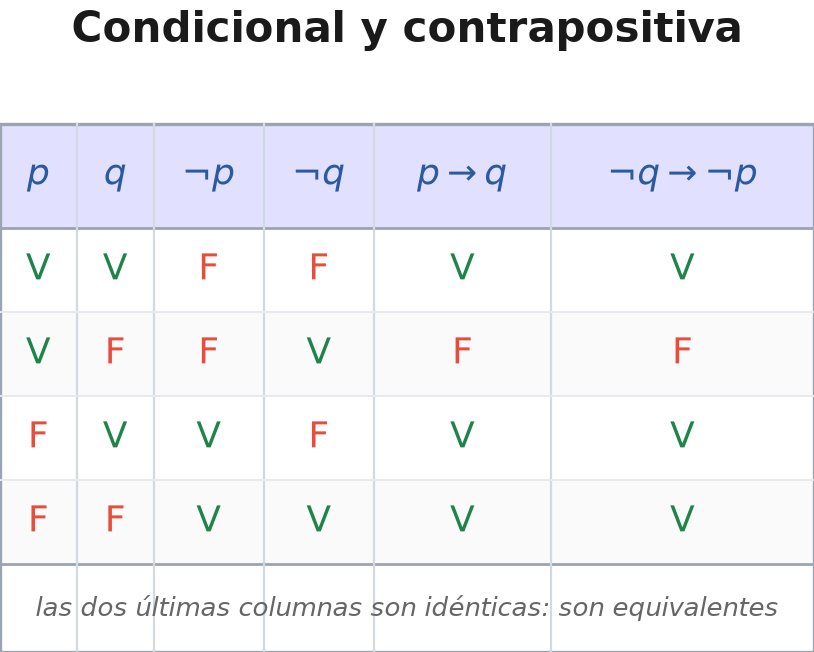 Condicional y contrapositiva
p q ¬p ¬q p → q ¬q → ¬p
V V F F V V
V F F V F F
F V V F V V
F F V V V V
las dos últimas columnas son idénticas: son equivalentes